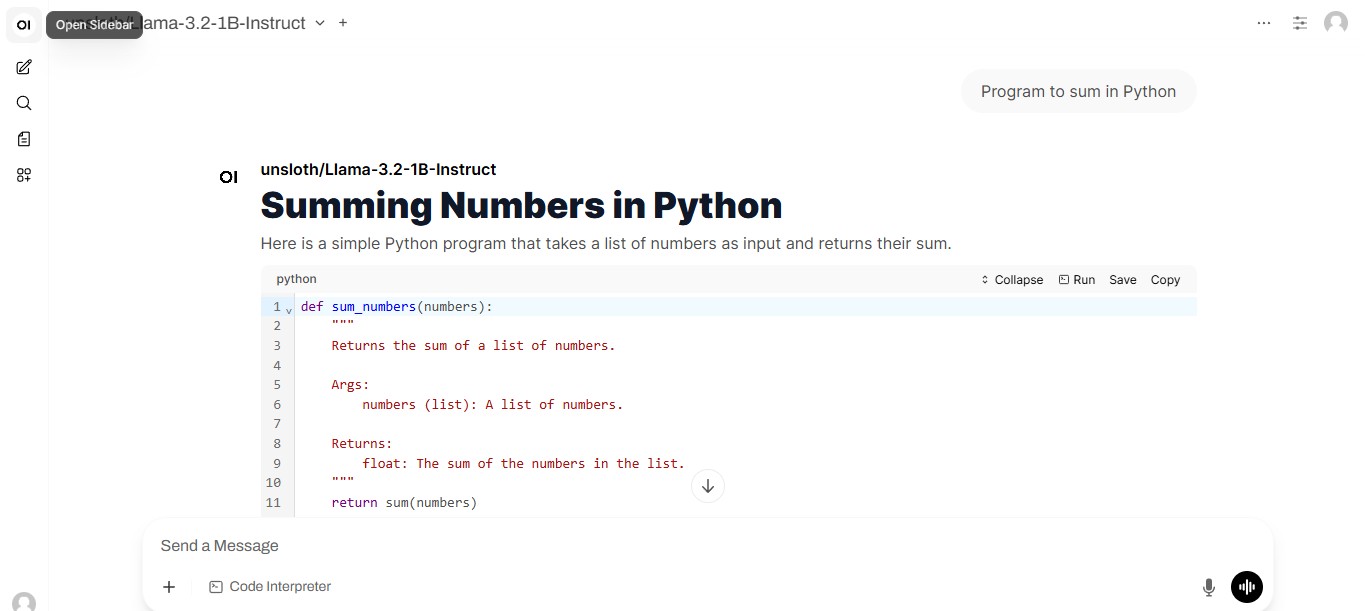 OI
Open Sidebar
lama-3.2-1B-Instruct
Program to sum in Python
OI
unsloth/Llama-3.2-1B-Instruct
Summing Numbers in Python
Here is a simple Python program that takes a list of numbers as input and returns their sum.
python Collapse Run Save Copy
1 def sum_numbers(numbers):
2 """
3 Returns the sum of a list of numbers.
4
5 Args:
6 numbers (list): A list of numbers.
7
8 Returns:
9 float: The sum of the numbers in the list.
10 """
11 return sum(numbers)
Send a Message
Code Interpreter